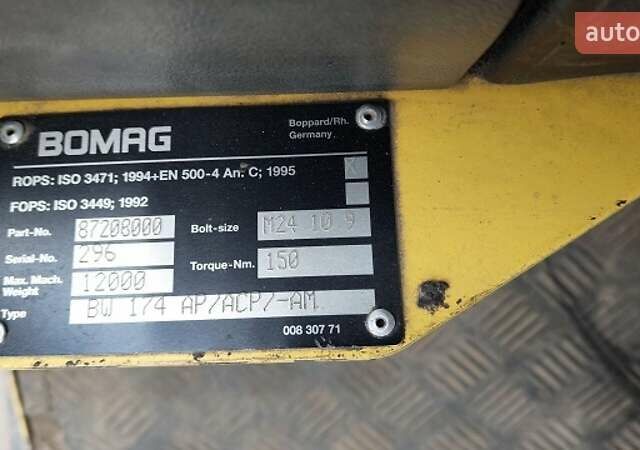 auto
BOMAG
Boppard/Rh.
Germany
ROPS: ISO 3471; 1994+EN 500-4 An. C; 1995 X
FOPS: ISO 3449; 1992
Part-No. 87208000 Bolt-size M24 10 9
Serial-No. 296 Torque-Nm. 150
Max. Mach. Weight 12000
Type BW 174 AP/ACP/-AM
008 307 71